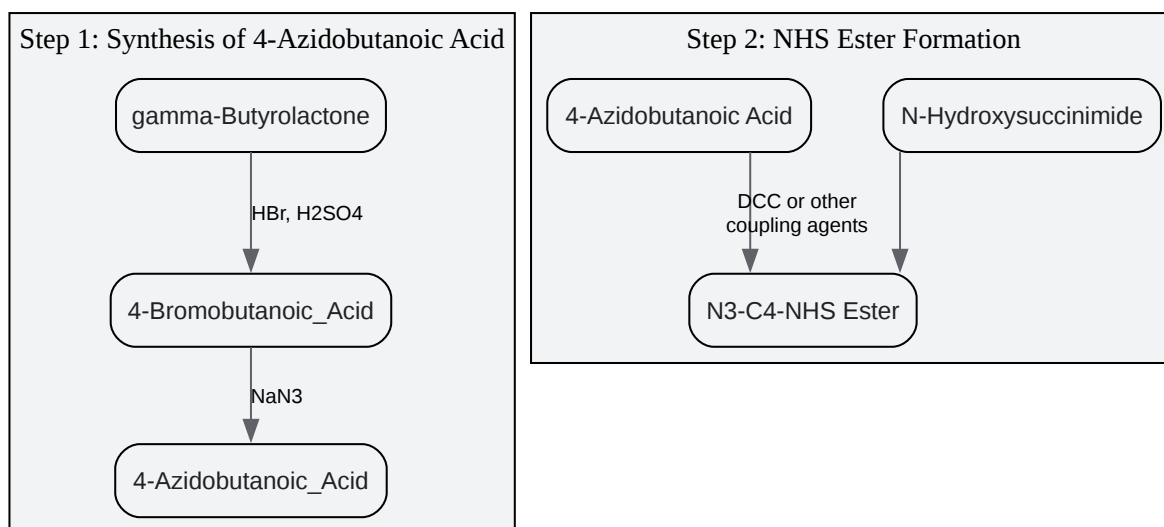 Step 1: Synthesis of 4-Azidobutanoic Acid
gamma-Butyrolactone
HBr, H2SO4
4-Bromobutanoic_Acid
NaN3
4-Azidobutanoic_Acid
Step 2: NHS Ester Formation
4-Azidobutanoic Acid
N-Hydroxysuccinimide
DCC or other
coupling agents
N3-C4-NHS Ester